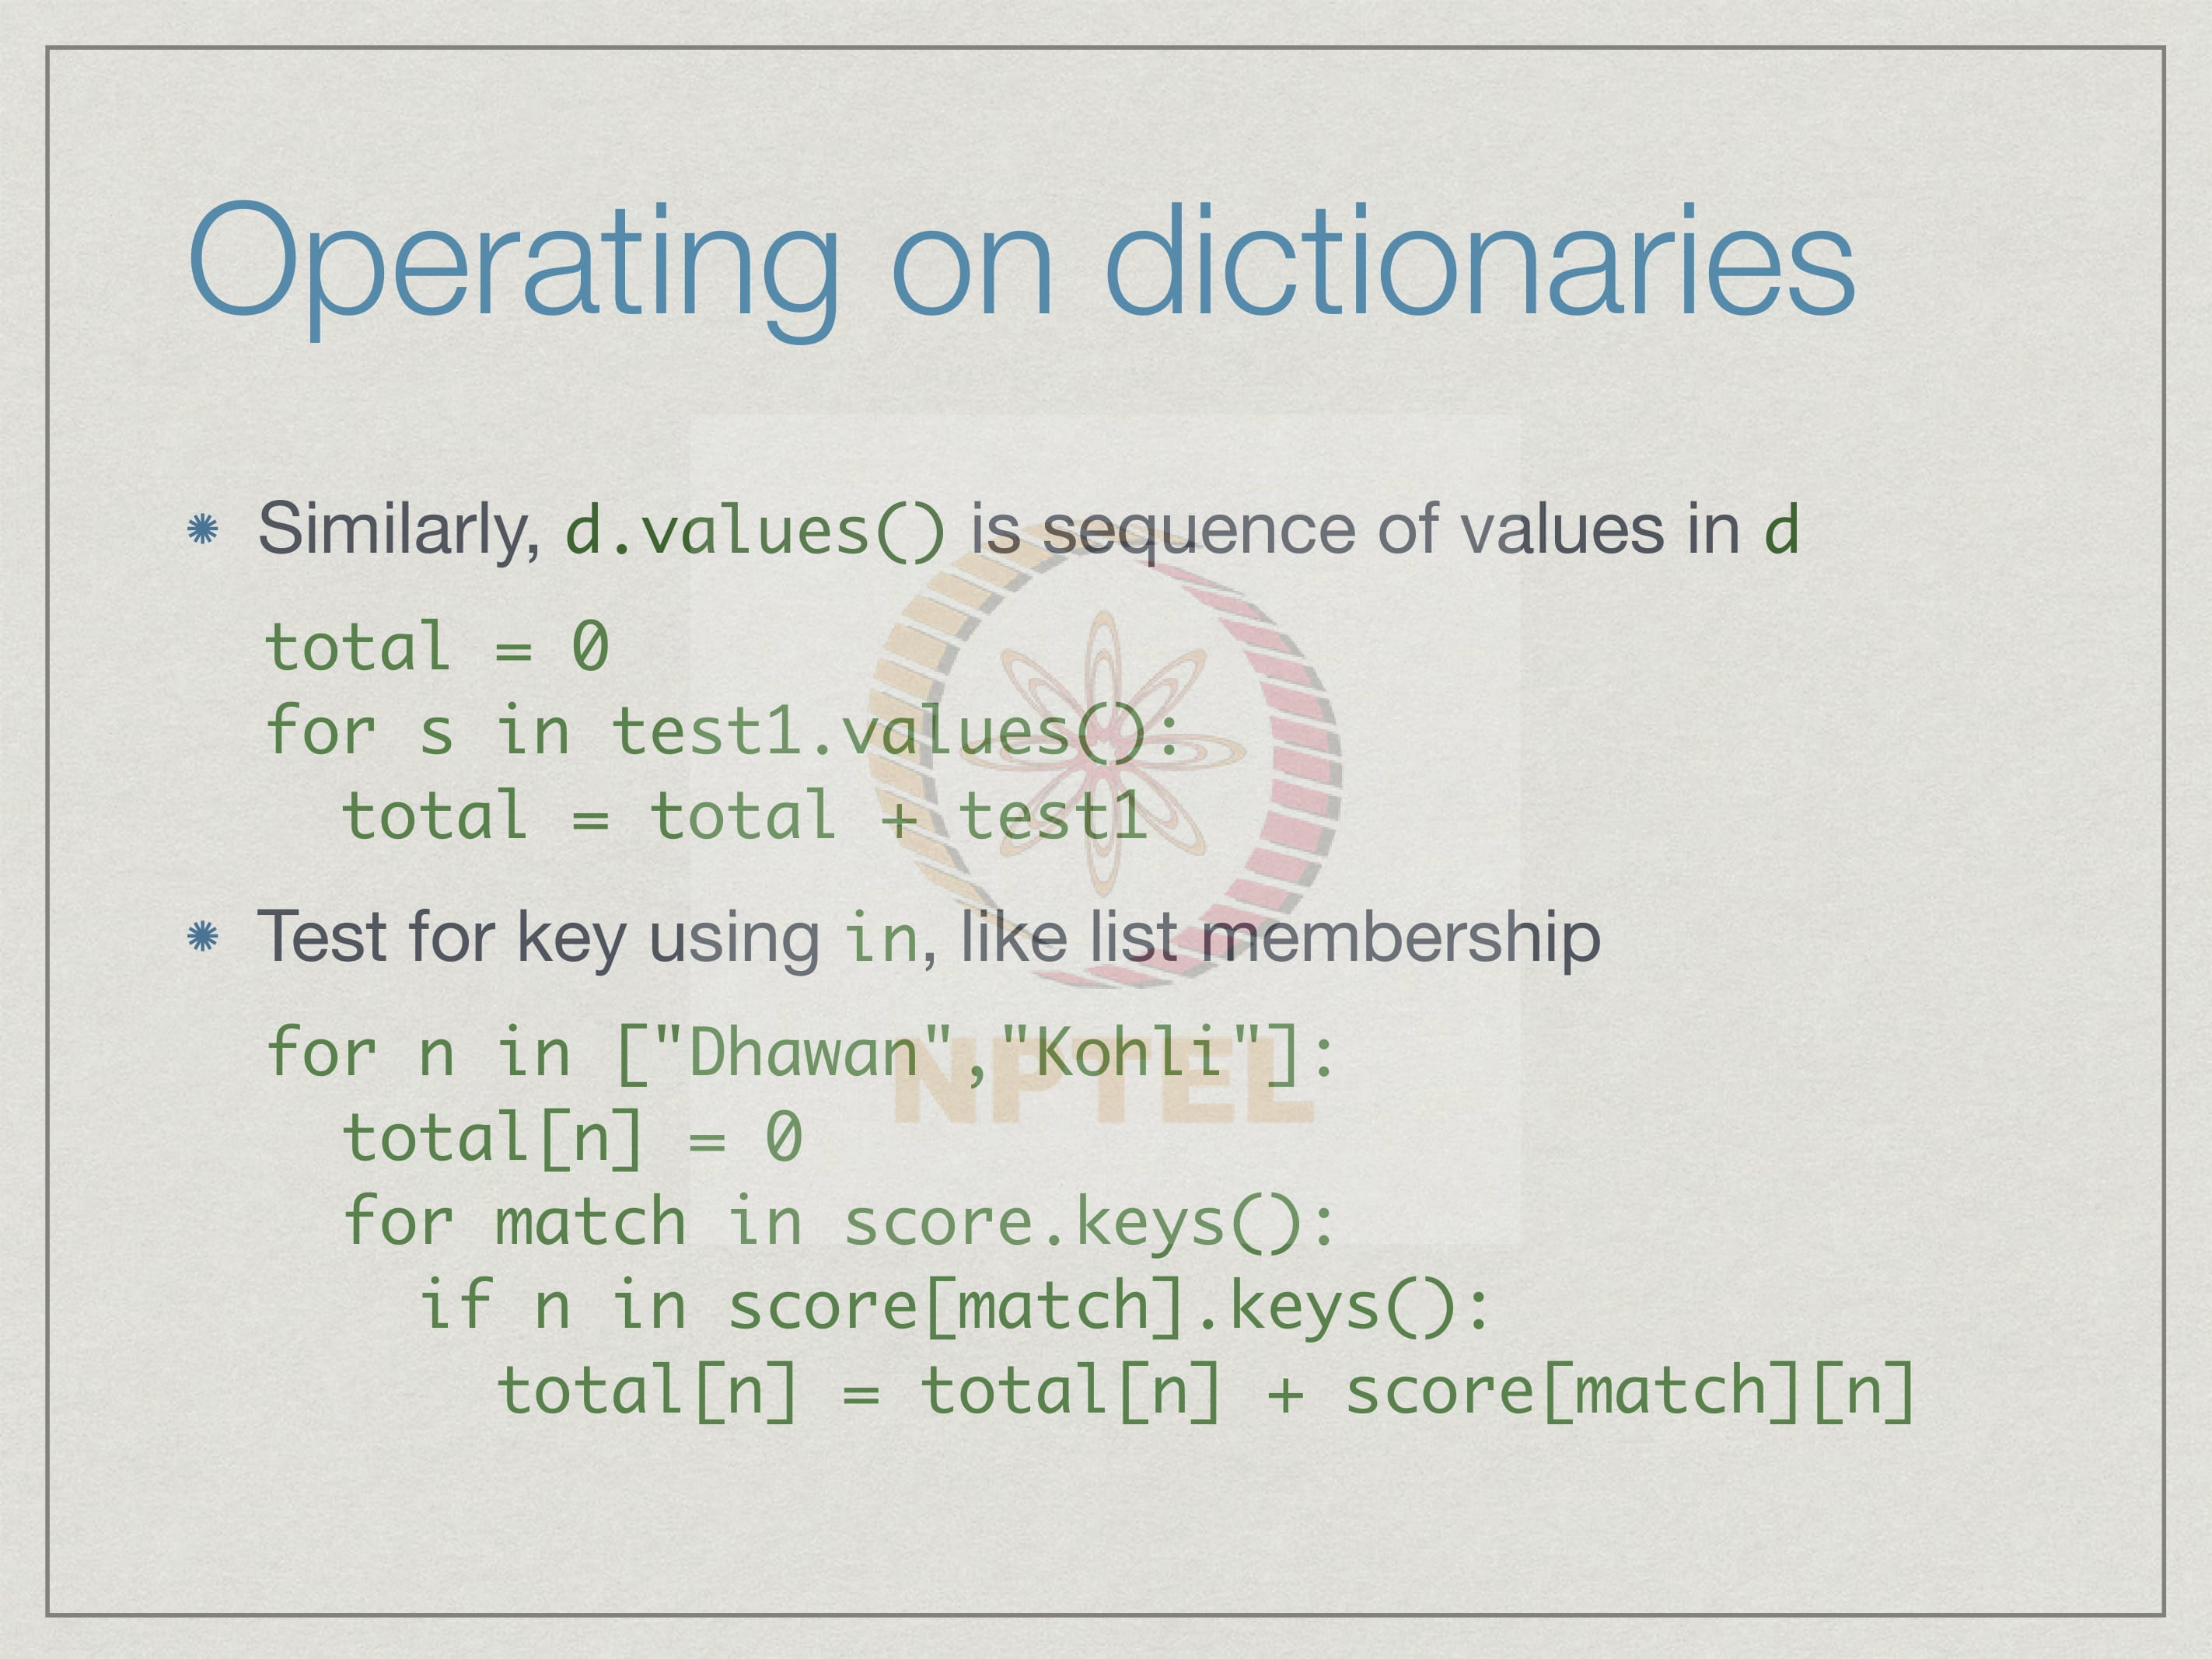 Operating on dictionaries
Similarly, d.values() is sequence of values in d
total = 0
for s in test1.values():
  total = total + test1
Test for key using in, like list membership
for n in ["Dhawan","Kohli"]:
  total[n] = 0
  for match in score.keys():
    if n in score[match].keys():
      total[n] = total[n] + score[match][n]
NPTEL